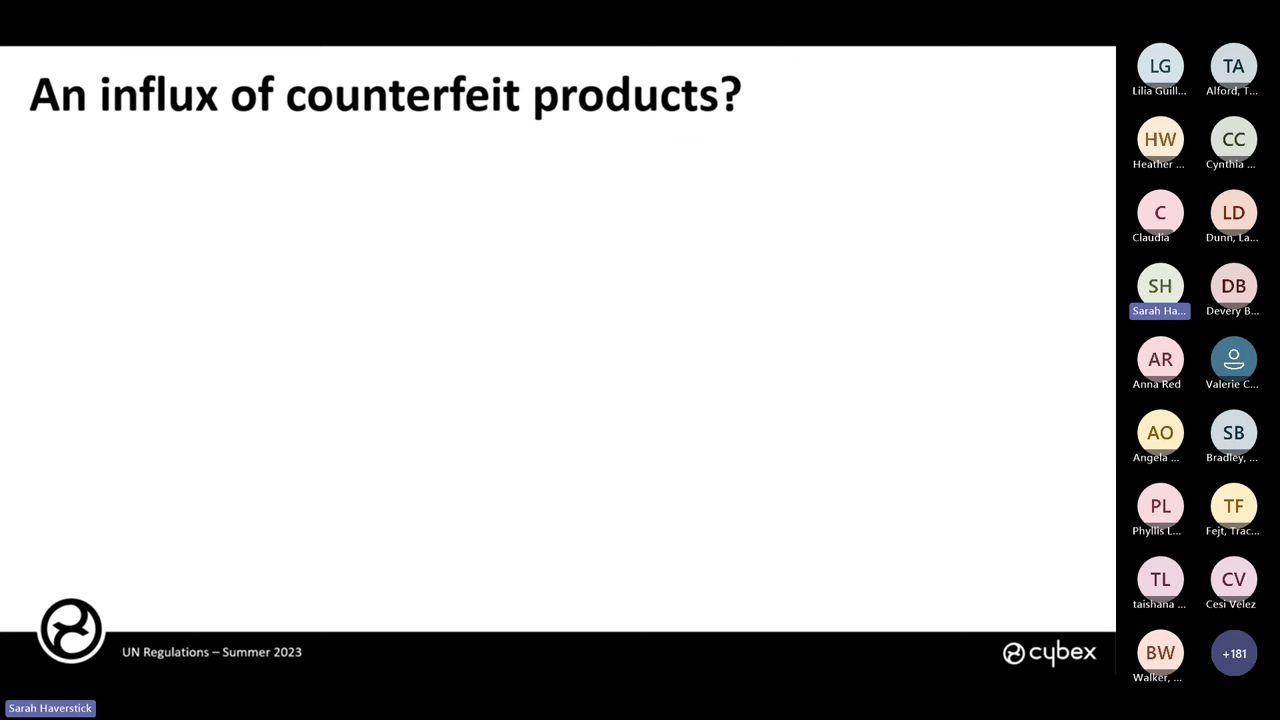 An influx of counterfeit products?
LG
TA
Lilia Guill...
Alford, T...
HW
CC
Heather ...
Cynthia ...
C
LD
Claudia
Dunn, La...
SH
DB
Sarah Ha...
Devery B...
AR
Anna Red
Valerie C...
AO
SB
Angela ...
Bradley, ...
PL
TF
Phyllis L...
Fejt, Trac...
TL
CV
taishana ...
Cesi Velez
BW
+181
Walker, ...
UN Regulations – Summer 2023
cybex
Sarah Haverstick